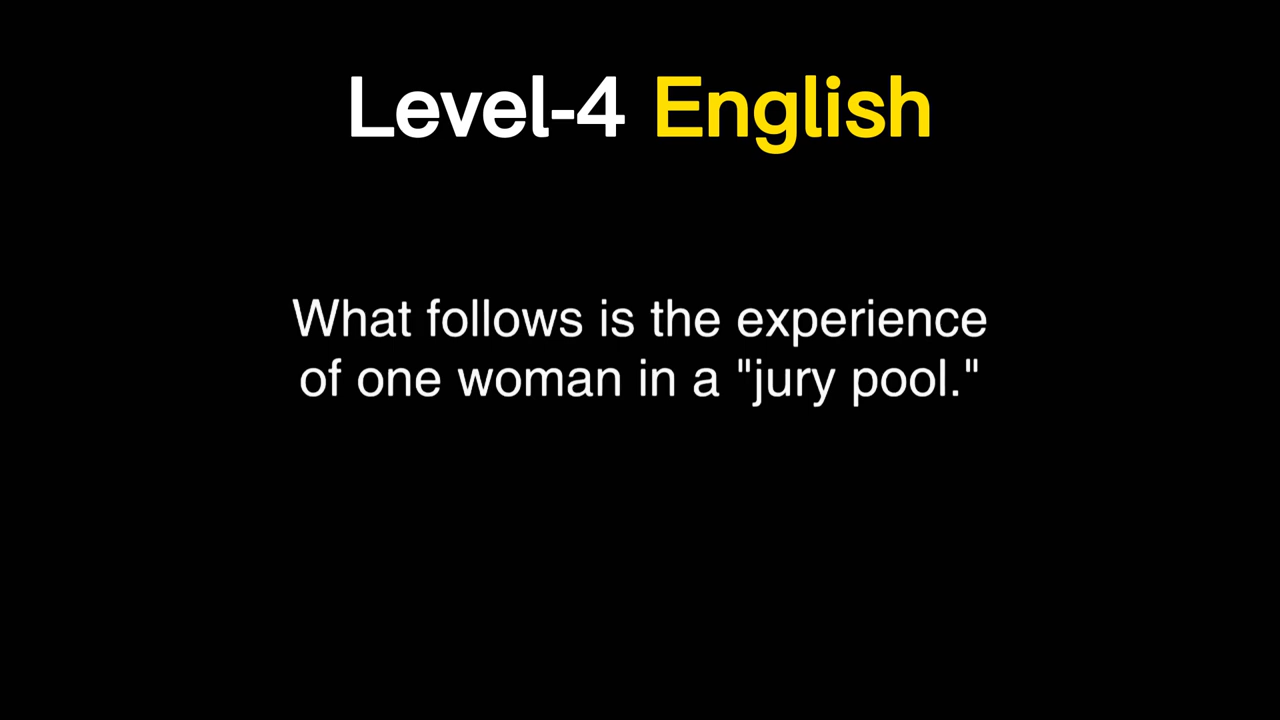 Level-4 English
What follows is the experience
of one woman in a "jury pool."